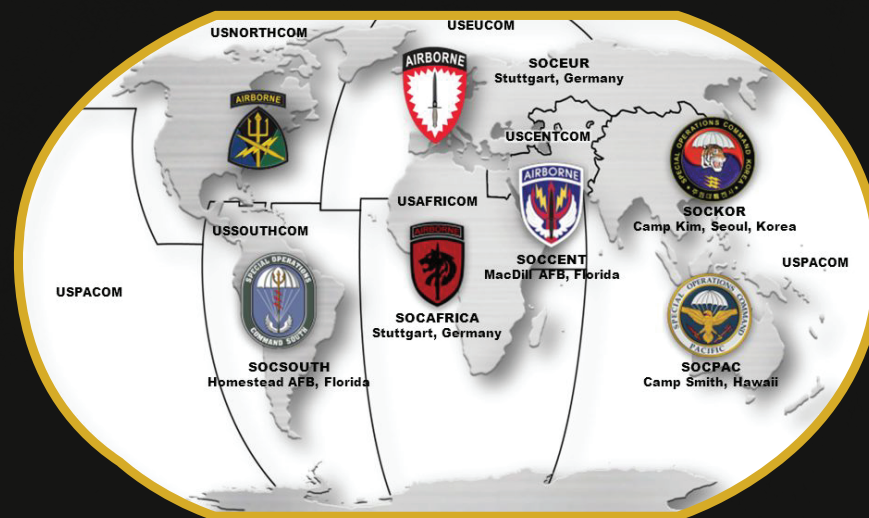 USNORTHCOM
USEUCOM
SOCEUR
Stuttgart, Germany
AIRBORNE
AIRBORNE
USCENTCOM
SPECIAL OPERATIONS COMMAND KOREA
AIRBORNE
USAFRICOM
SOCKOR
Camp Kim, Seoul, Korea
USSOUTHCOM
AIRBORNE
SOCCENT
MacDill AFB, Florida
USPACOM
USPACOM
SPECIAL OPERATIONS
COMMAND SOUTH
SPECIAL OPERATIONS COMMAND
PACIFIC
SOCAFRICA
Stuttgart, Germany
SOCSOUTH
Homestead AFB, Florida
SOCPAC
Camp Smith, Hawaii